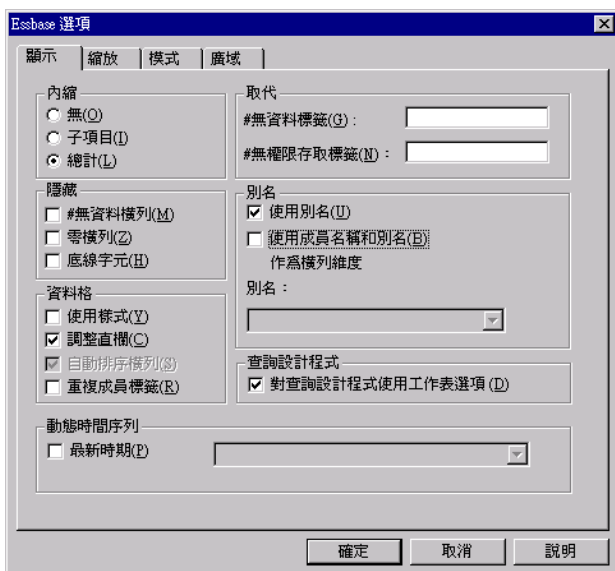 Essbase 選項
顯示 縮放 模式 廣域
內縮
無(O)
子項目(I)
總計(L)
隱藏
#無資料橫列(M)
零橫列(Z)
底線字元(H)
資料格
使用樣式(Y)
調整直欄(C)
自動排序橫列(S)
重複成員標籤(R)
取代
#無資料標籤(G)：
#無權限存取標籤(N)：
別名
使用別名(U)
使用成員名稱和別名(B)
作為橫列維度
別名：
查詢設計程式
對查詢設計程式使用工作表選項(D)
動態時間序列
最新時期(P)
確定 取消 說明